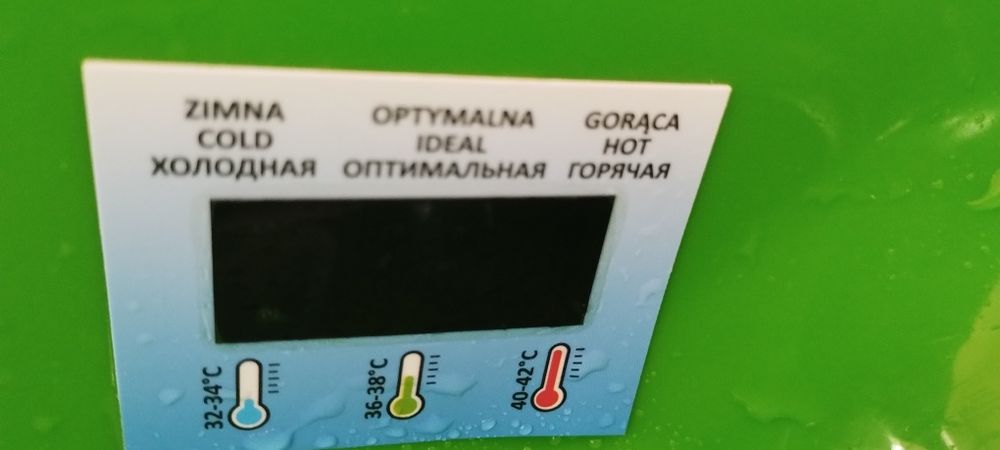 ZIMNA
COLD
ХОЛОДНАЯ
OPTYMALNA
IDEAL
ОПТИМАЛЬНАЯ
GORĄCA
HOT
ГОРЯЧАЯ
32-34°C
36-38°C
40-42°C